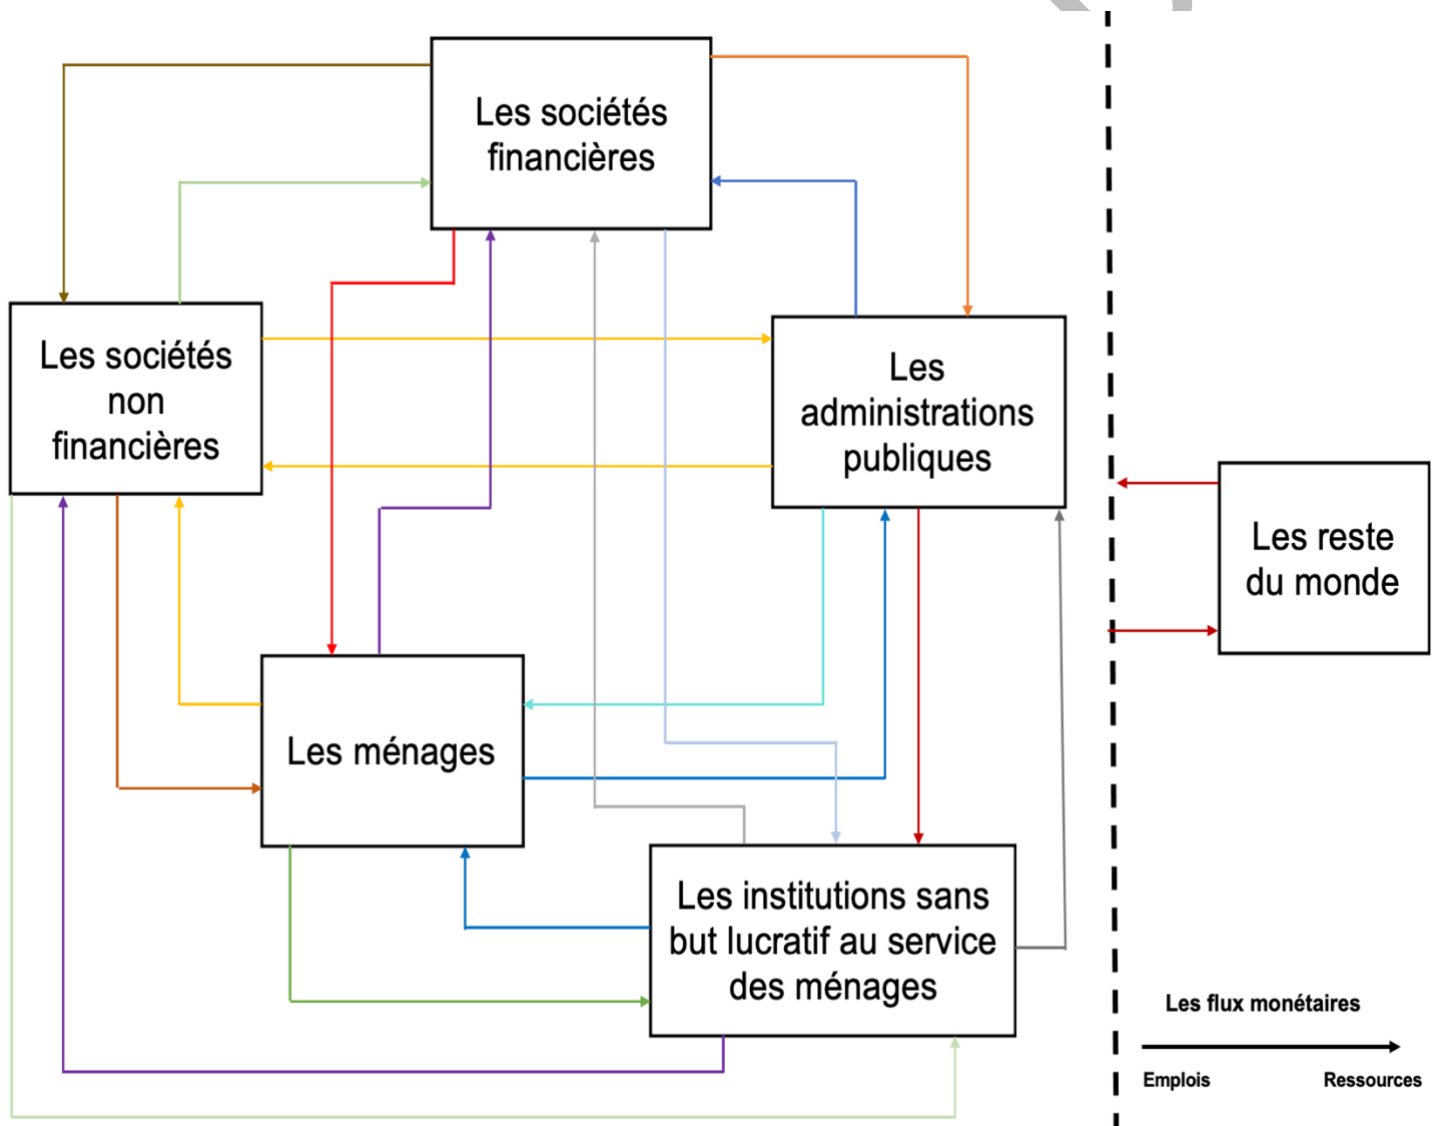 Les sociétés
financières
Les sociétés
non
financières
Les
administrations
publiques
Les reste
du monde
Les ménages
Les institutions sans
but lucratif au service
des ménages
Les flux monétaires
Emplois
Ressources